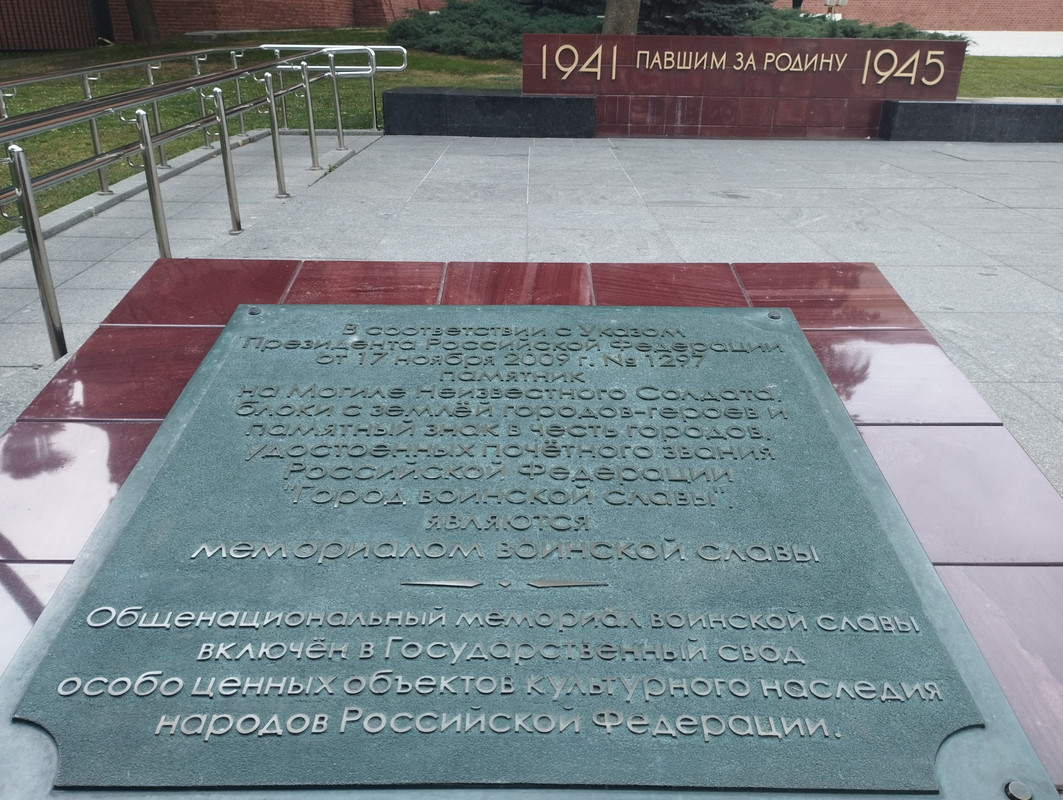 1941 ПАВШИМ ЗА РОДИНУ 1945
В соответствии с Указом
Президента Российской Федерации
от 17 ноября 2009 г. № 1297
памятник
на Могиле Неизвестного Солдата,
блоки с землёй городов-героев и
памятный знак в честь городов,
удостоенных почётного звания
Российской Федерации
"Город воинской славы",
являются
мемориалом воинской славы
Общенациональный мемориал воинской славы
включён в Государственный свод
особо ценных объектов культурного наследия
народов Российской Федерации.